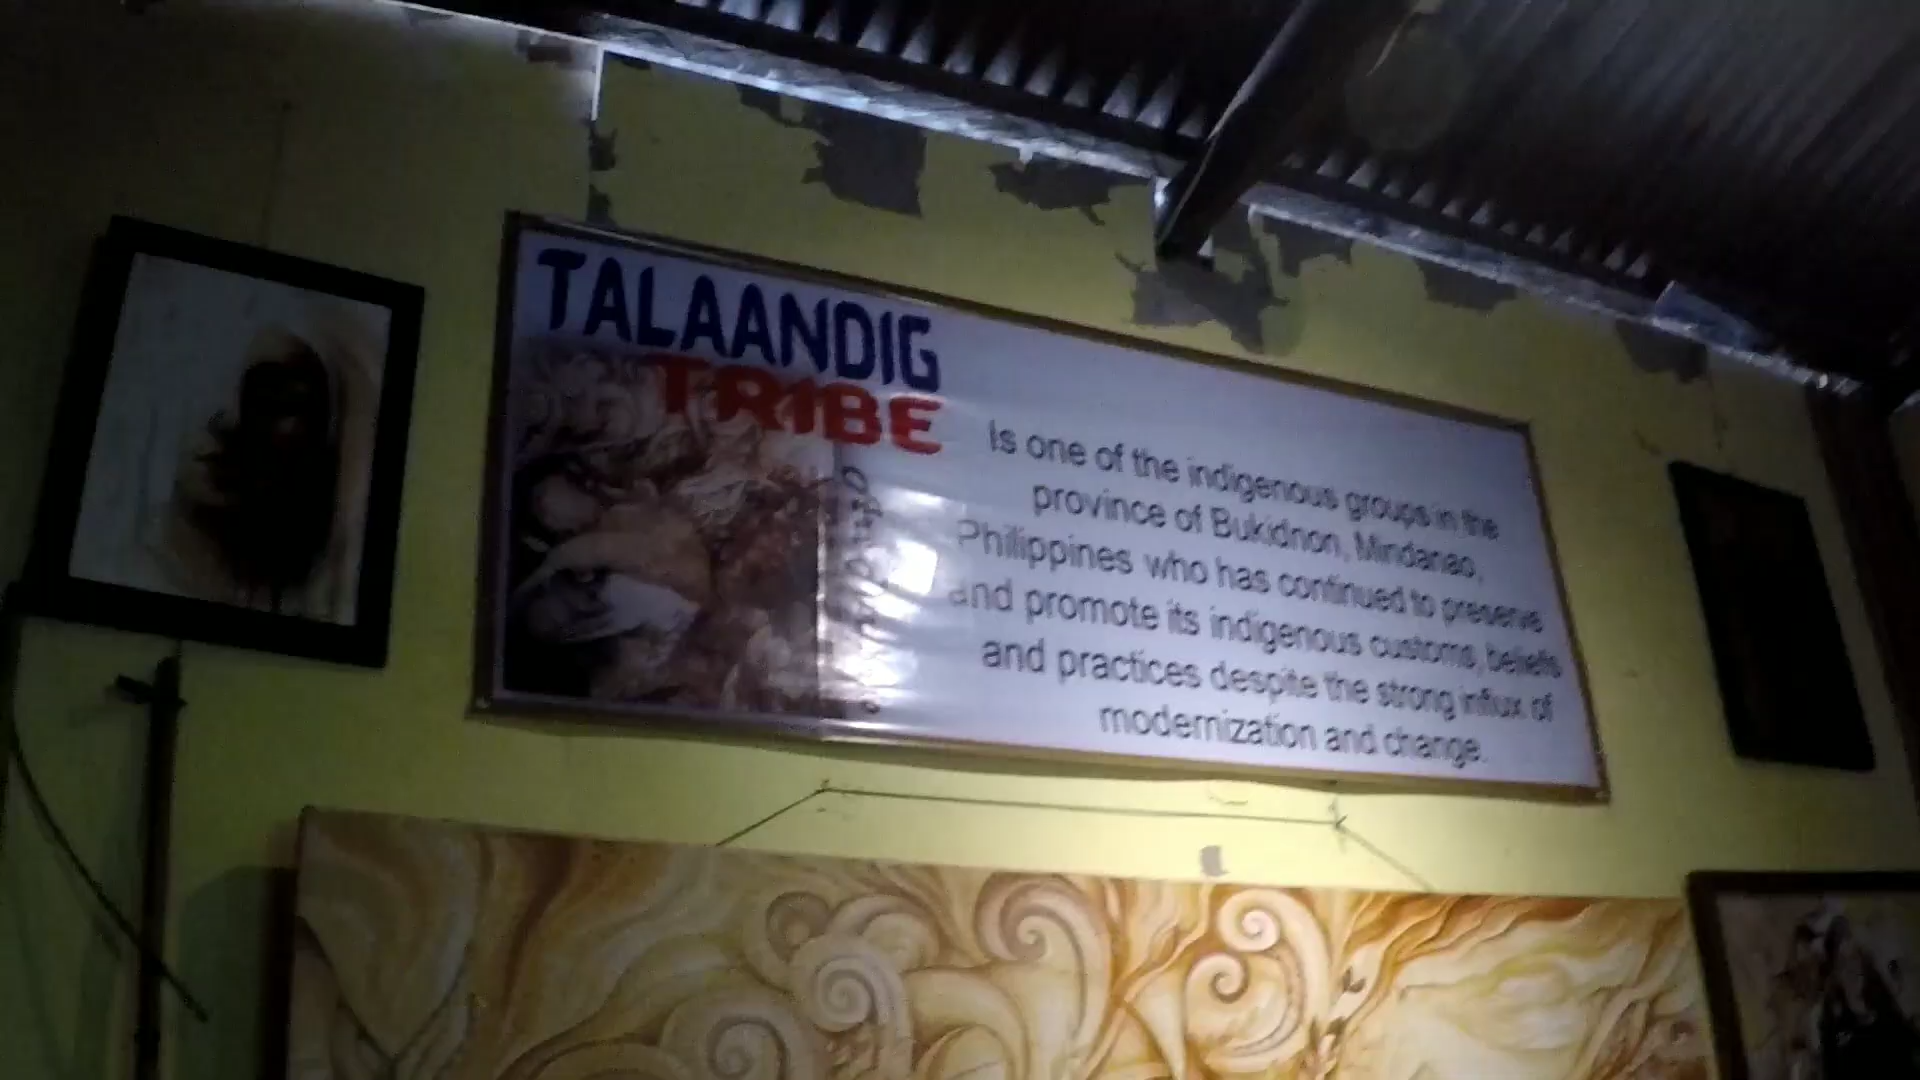 TALAANDIG
TRIBE
Is one of the indigenous groups in the
province of Bukidnon, Mindanao,
Philippines who has continued to preserve
and promote its indigenous customs, beliefs
and practices despite the strong influx of
modernization and change.